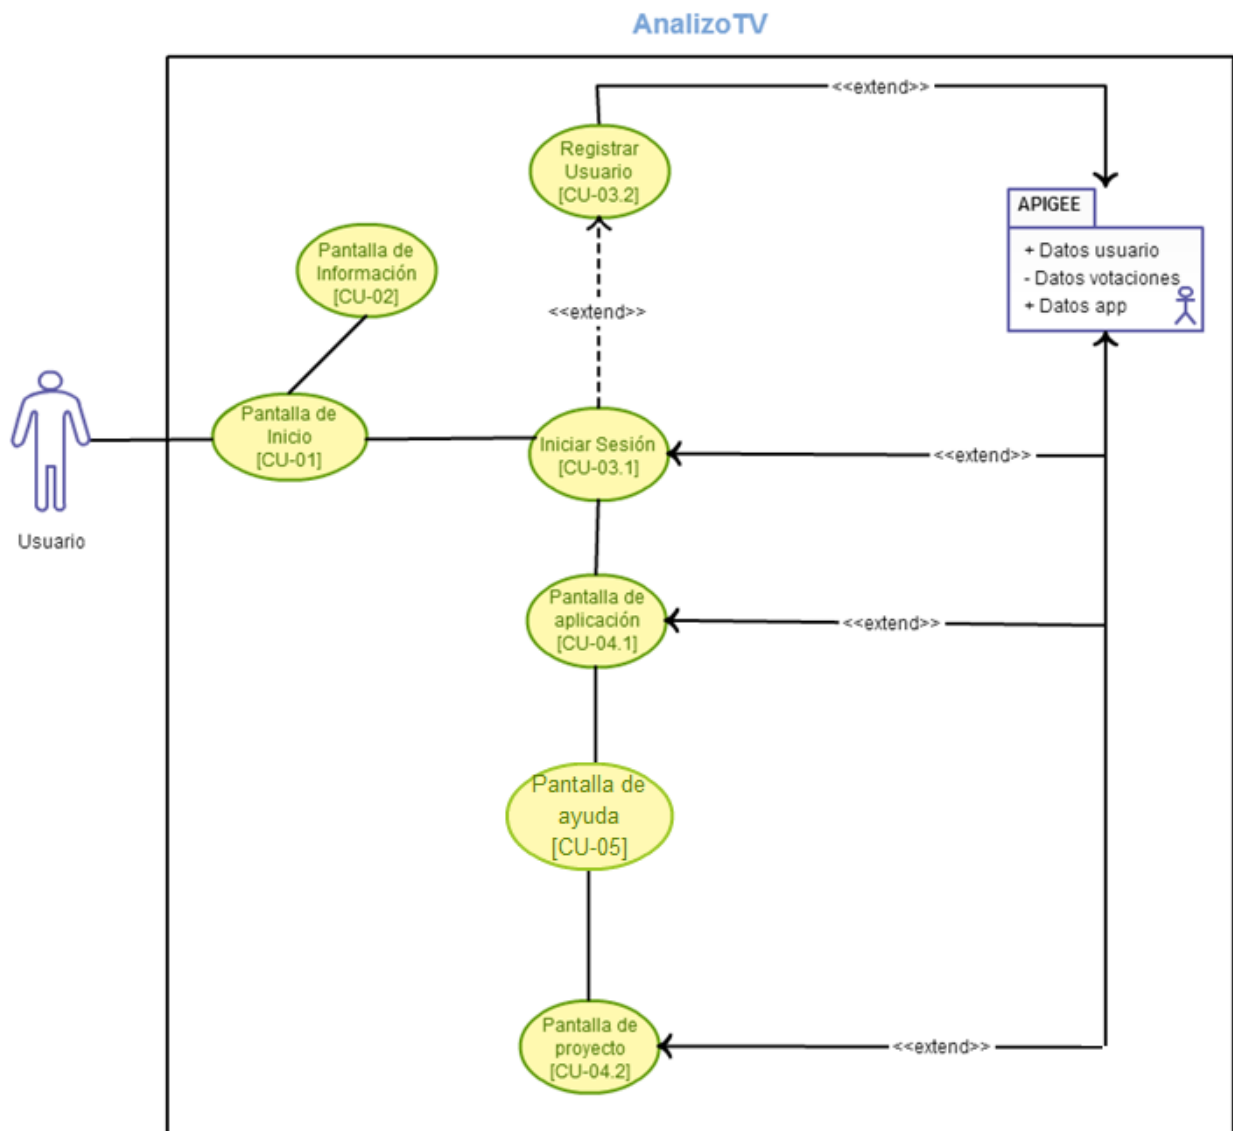 AnalizoTV
<<extend>>
Registrar
Usuario
[CU-03.2]
APIGEE
+ Datos usuario
- Datos votaciones
+ Datos app
Pantalla de
Información
[CU-02]
<<extend>>
Usuario
Pantalla de
Inicio
[CU-01]
Iniciar Sesión
[CU-03.1]
<<extend>>
Pantalla de
aplicación
[CU-04.1]
<<extend>>
Pantalla de
ayuda
[CU-05]
Pantalla de
proyecto
[CU-04.2]
<<extend>>